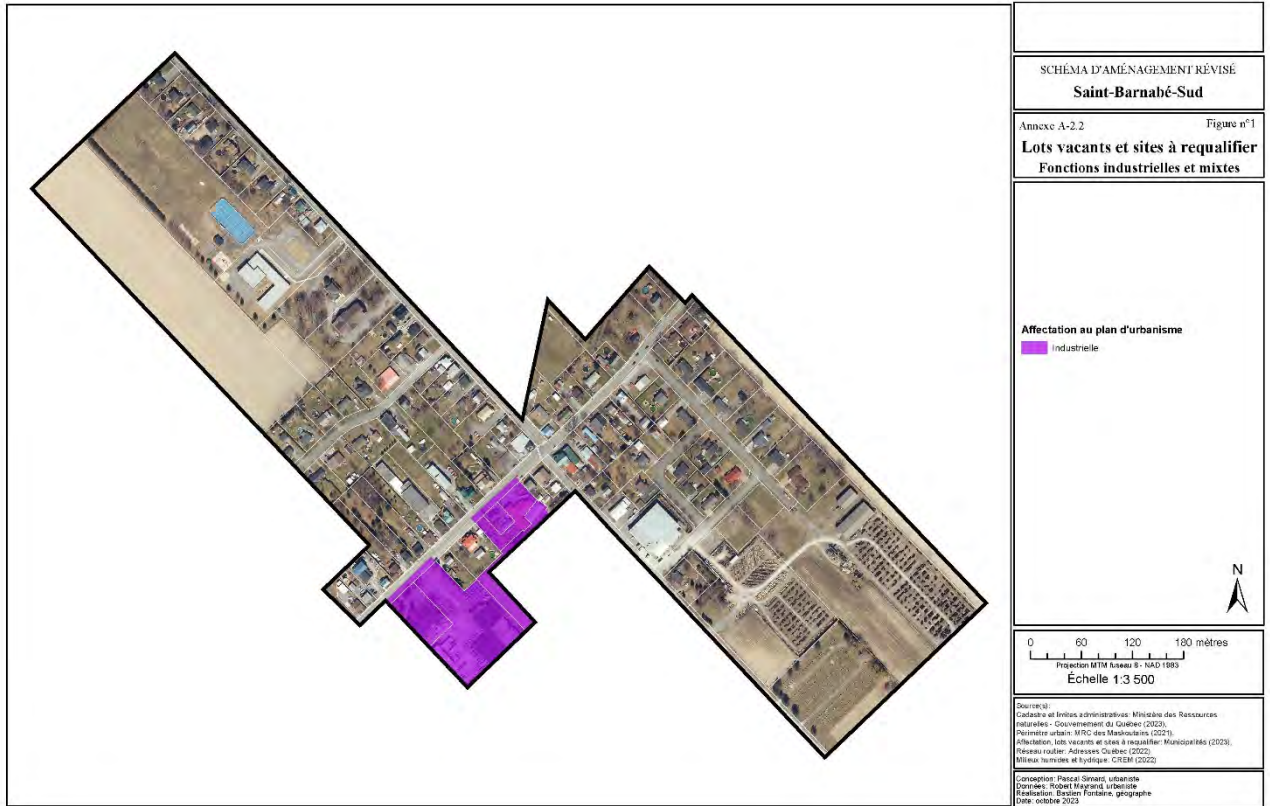 SCHÉMA D'AMÉNAGEMENT RÉVISÉ
Saint-Barnabé-Sud
Annexe A-2.2 Figure n°1
Lots vacants et sites à requalifier
Fonctions industrielles et mixtes
Affectation au plan d'urbanisme
Industrielle
N
0 60 120 180 mètres
Projection MTM fuseau 8 - NAD 1983
Échelle 1:3 500
Source(s):
Cadastre et limites administratives: Ministère des Ressources
naturelles - Gouvernement du Québec (2023),
Périmètre urbain: MRC des Maskoutains (2021),
Affectation, lots vacants et sites à requalifier: Municipalités (2023),
Réseau routier: Adresses Québec (2022)
Milieux humides et hydrique: CREM (2022)
Conception: Pascal Simard, urbaniste
Données: Robert Mayrand, urbaniste
Réalisation: Bastien Fontaine, géographe
Date: octobre 2023